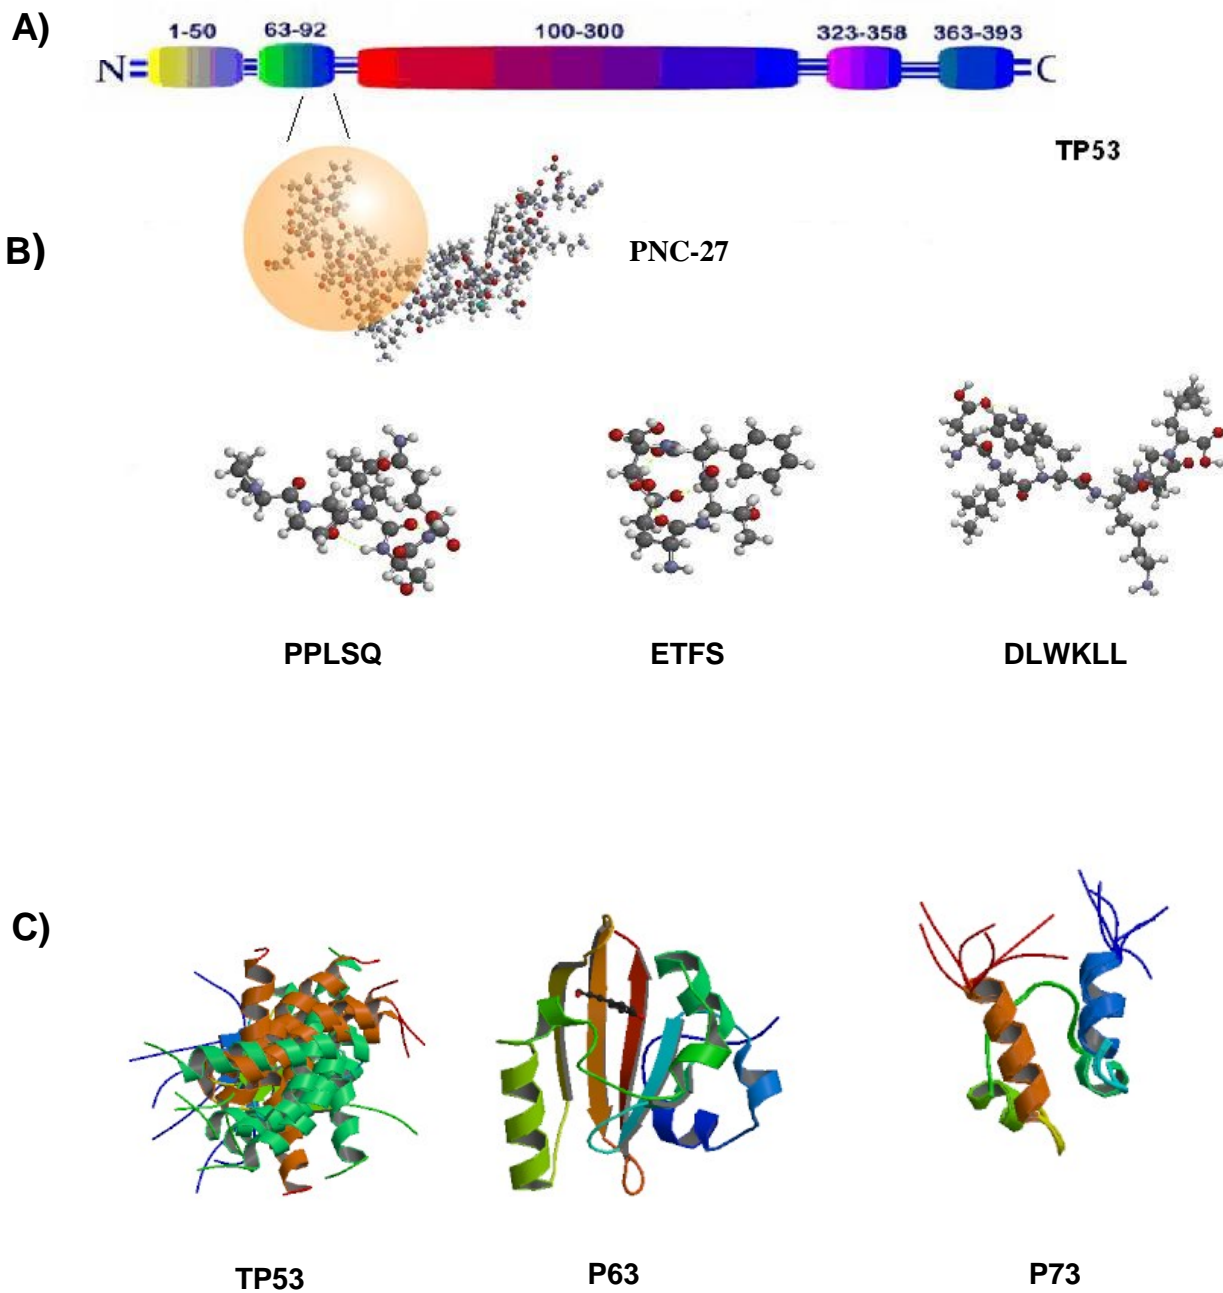 A)
1-50 63-92 100-300 323-358 363-393
N C
TP53
B)
PNC-27
PPLSQ ETFS DLWKLL
C)
TP53 P63 P73